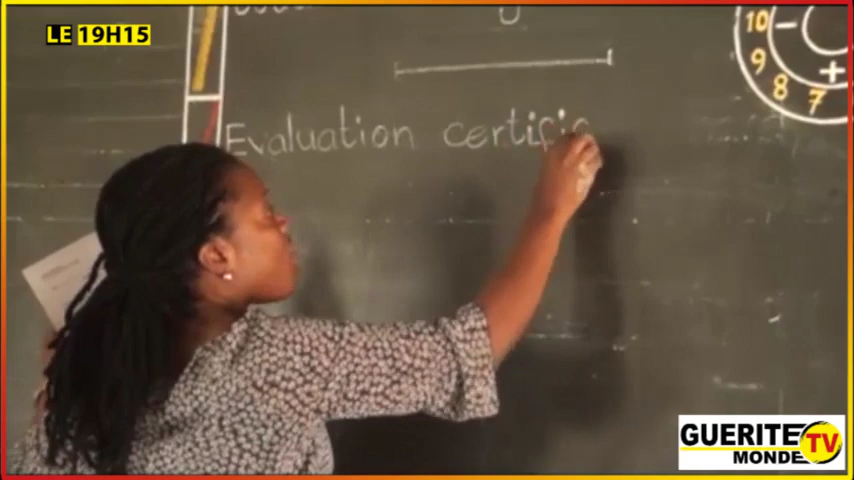 LE 19H15
Evaluation certific
10
9
8
7
GUERITE TV
MONDE